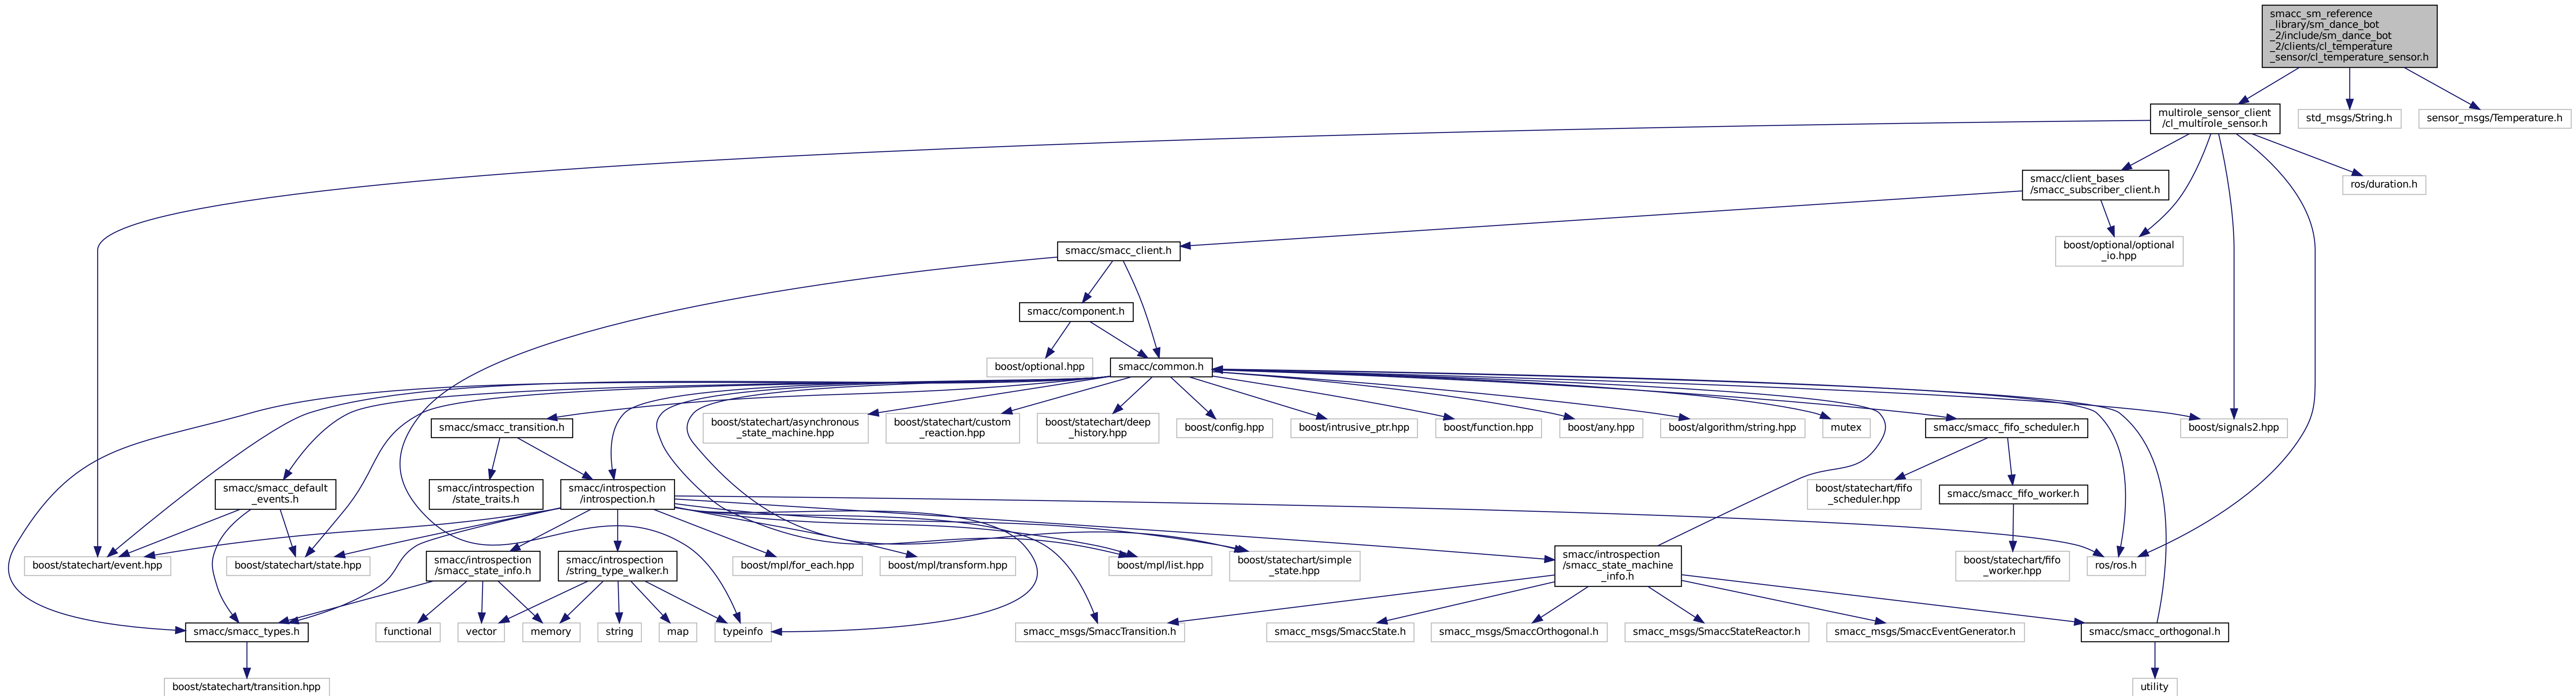 smacc_sm_reference
_library/sm_dance_bot
_2/include/sm_dance_bot
_2/clients/cl_temperature
_sensor/cl_temperature_sensor.h
multirole_sensor_client
/cl_multirole_sensor.h
std_msgs/String.h
sensor_msgs/Temperature.h
smacc/client_bases
/smacc_subscriber_client.h
ros/duration.h
smacc/smacc_client.h
boost/optional/optional
_io.hpp
smacc/component.h
boost/optional.hpp
smacc/common.h
smacc/smacc_transition.h
boost/statechart/asynchronous
_state_machine.hpp
boost/statechart/custom
_reaction.hpp
boost/statechart/deep
_history.hpp
boost/config.hpp
boost/intrusive_ptr.hpp
boost/function.hpp
boost/any.hpp
boost/algorithm/string.hpp
mutex
smacc/smacc_fifo_scheduler.h
boost/signals2.hpp
smacc/smacc_default
_events.h
smacc/introspection
/state_traits.h
smacc/introspection
/introspection.h
boost/statechart/fifo
_scheduler.hpp
smacc/smacc_fifo_worker.h
boost/statechart/event.hpp
boost/statechart/state.hpp
smacc/introspection
/smacc_state_info.h
smacc/introspection
/string_type_walker.h
boost/mpl/for_each.hpp
boost/mpl/transform.hpp
boost/mpl/list.hpp
boost/statechart/simple
_state.hpp
smacc/introspection
/smacc_state_machine
_info.h
boost/statechart/fifo
_worker.hpp
ros/ros.h
smacc/smacc_types.h
functional
vector
memory
string
map
typeinfo
smacc_msgs/SmaccTransition.h
smacc_msgs/SmaccState.h
smacc_msgs/SmaccOrthogonal.h
smacc_msgs/SmaccStateReactor.h
smacc_msgs/SmaccEventGenerator.h
smacc/smacc_orthogonal.h
boost/statechart/transition.hpp
utility